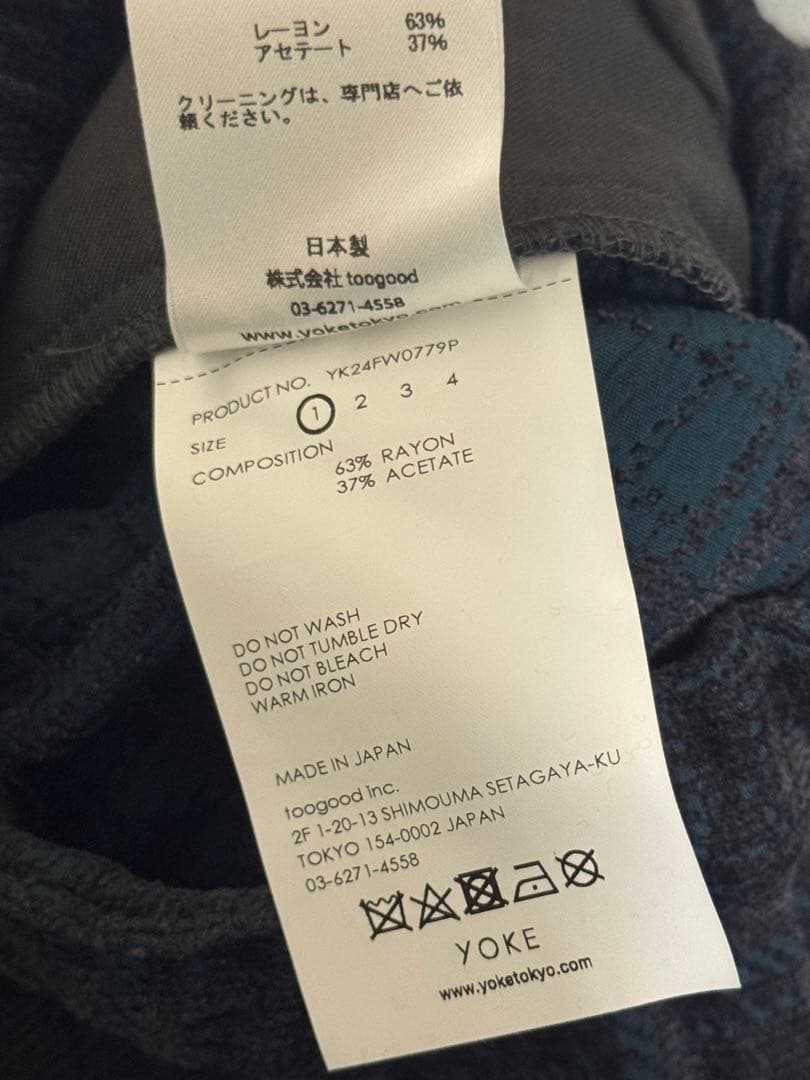 レーヨン 63%
アセテート 37%
クリーニングは、専門店へご依
頼ください。
日本製
株式会社 toogood
03-6271-4558
www.yoketokyo.com
PRODUCT NO. YK24FW0779P
SIZE 1 2 3 4
COMPOSITION
63% RAYON
37% ACETATE
DO NOT WASH
DO NOT TUMBLE DRY
DO NOT BLEACH
WARM IRON
MADE IN JAPAN
toogood inc.
2F 1-20-13 SHIMOUMA SETAGAYA-KU
TOKYO 154-0002 JAPAN
03-6271-4558
YOKE
www.yoketokyo.com